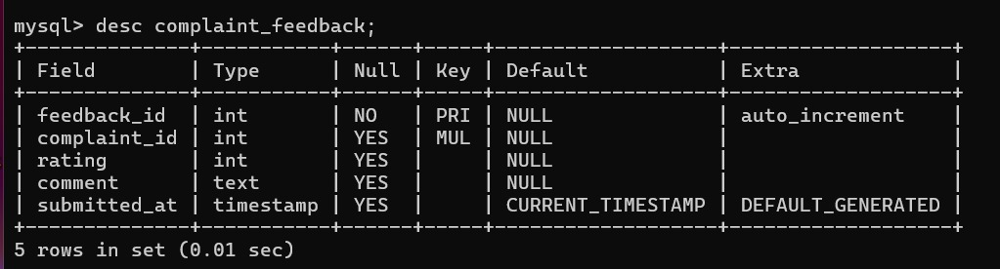 mysql> desc complaint_feedback;
+--------------+-----------+------+-----+-------------------+-------------------+
| Field        | Type      | Null | Key | Default           | Extra             |
+--------------+-----------+------+-----+-------------------+-------------------+
| feedback_id  | int       | NO   | PRI | NULL              | auto_increment    |
| complaint_id | int       | YES  | MUL | NULL              |                   |
| rating       | int       | YES  |     | NULL              |                   |
| comment      | text      | YES  |     | NULL              |                   |
| submitted_at | timestamp | YES  |     | CURRENT_TIMESTAMP | DEFAULT_GENERATED |
+--------------+-----------+------+-----+-------------------+-------------------+
5 rows in set (0.01 sec)